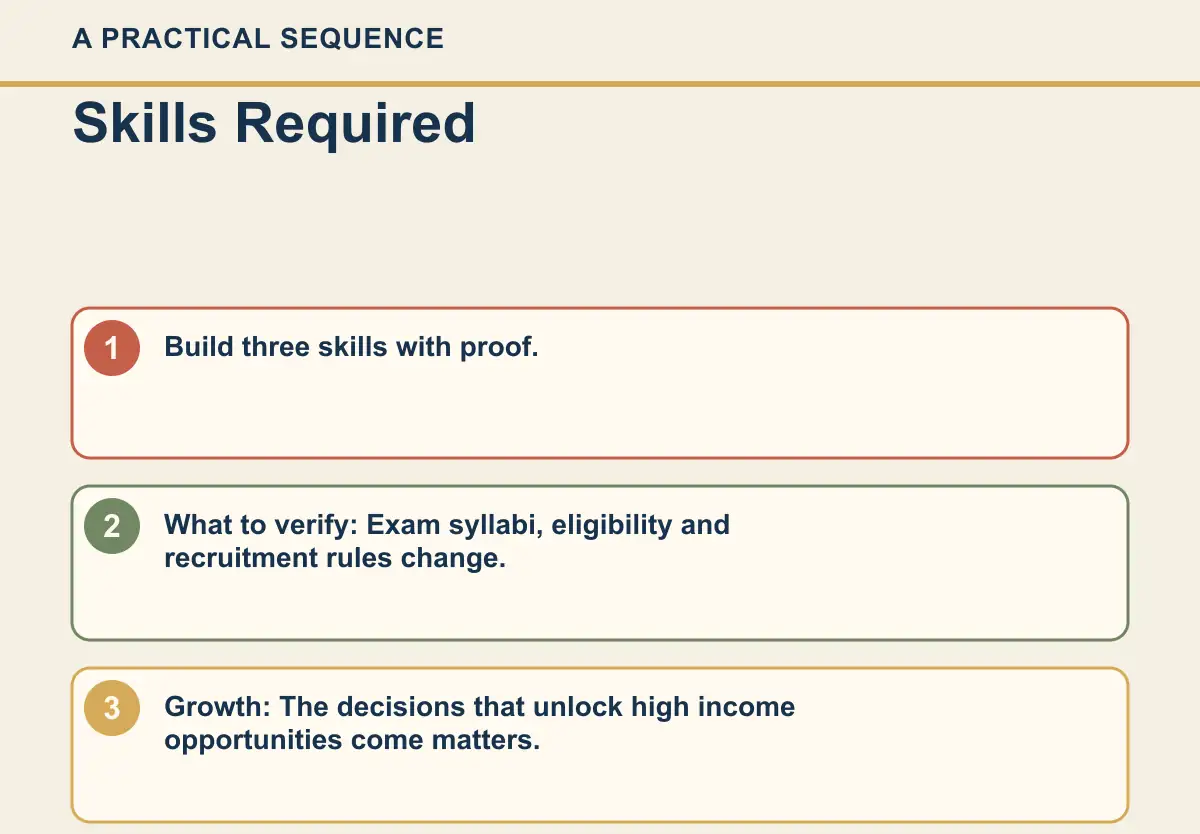 A PRACTICAL SEQUENCE
Skills Required
1
Build three skills with proof.
2
What to verify: Exam syllabi, eligibility and
recruitment rules change.
3
Growth: The decisions that unlock high income
opportunities come matters.